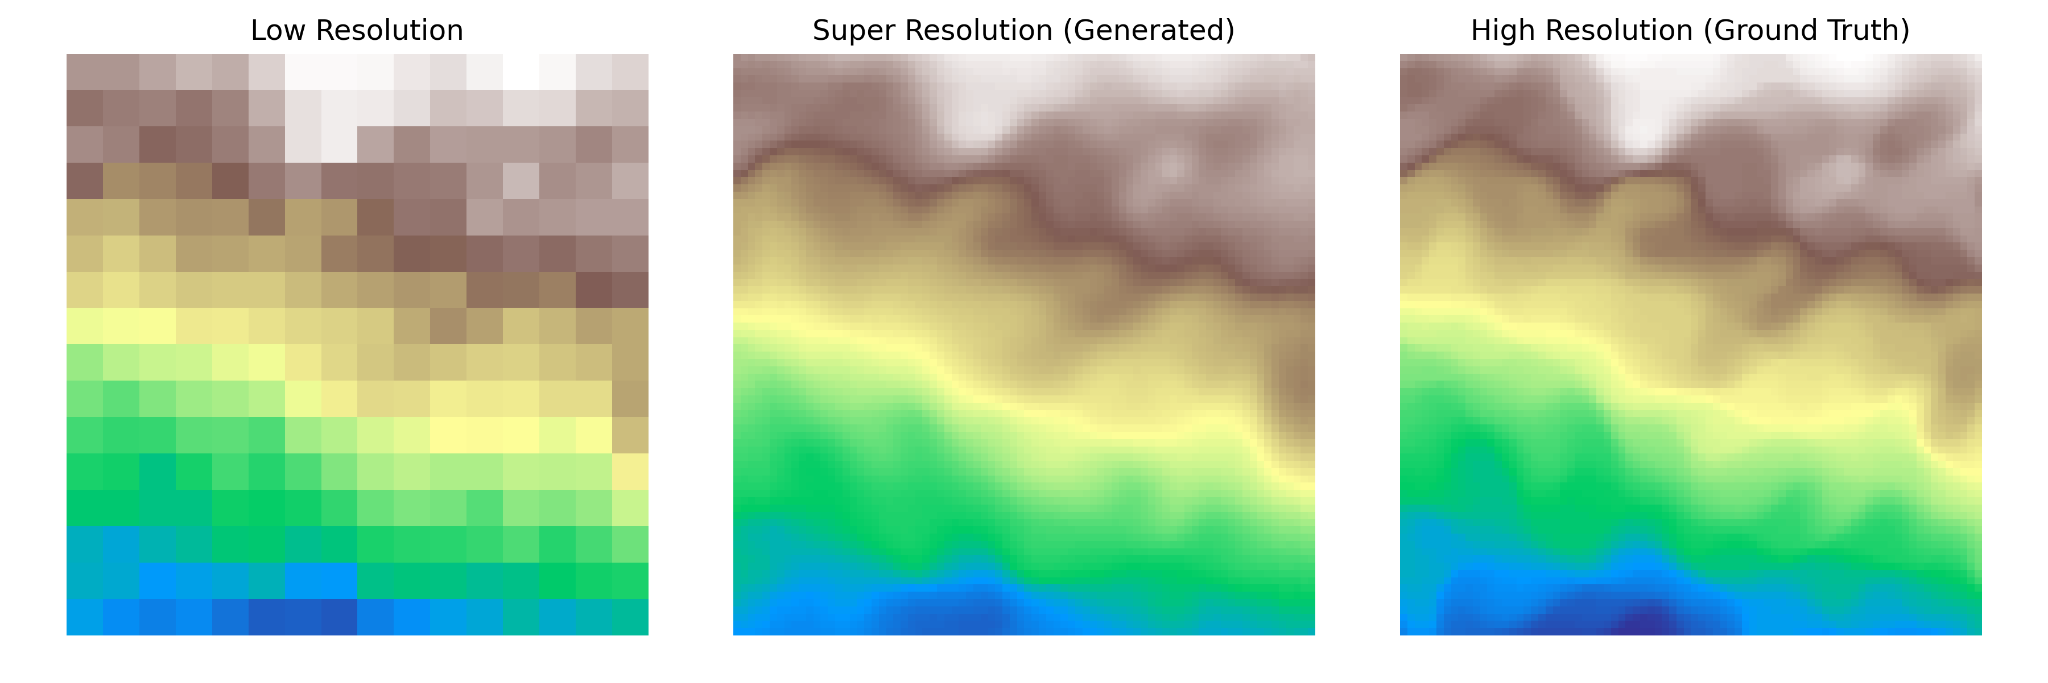 Low Resolution
Super Resolution (Generated)
High Resolution (Ground Truth)